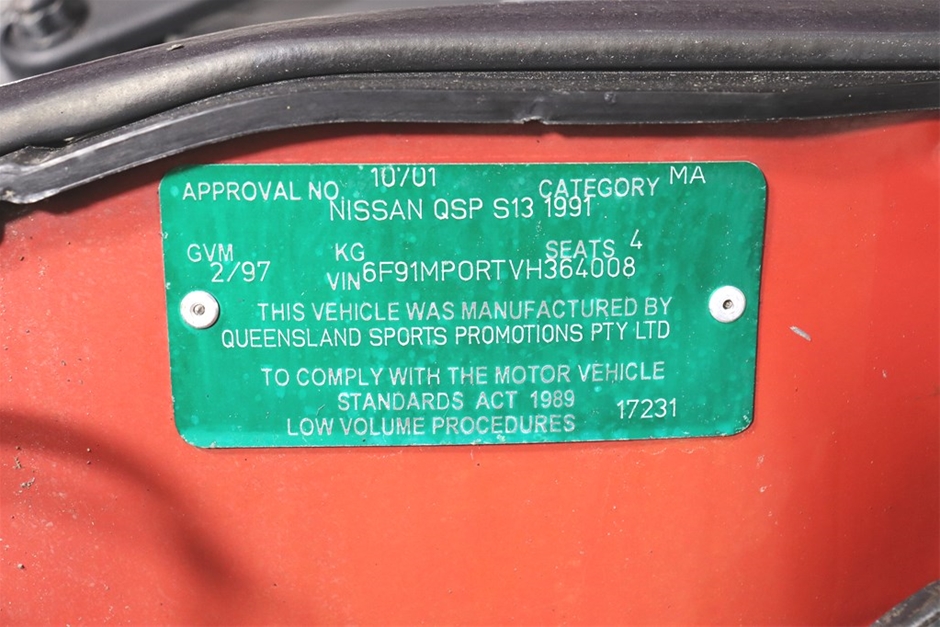 APPROVAL NO. 10701 CATEGORY MA
NISSAN QSP S13 1991
GVM KG SEATS 4
2/97 VIN 6F91MPORTVH364008
THIS VEHICLE WAS MANUFACTURED BY
QUEENSLAND SPORTS PROMOTIONS PTY LTD
TO COMPLY WITH THE MOTOR VEHICLE
STANDARDS ACT 1989 17231
LOW VOLUME PROCEDURES